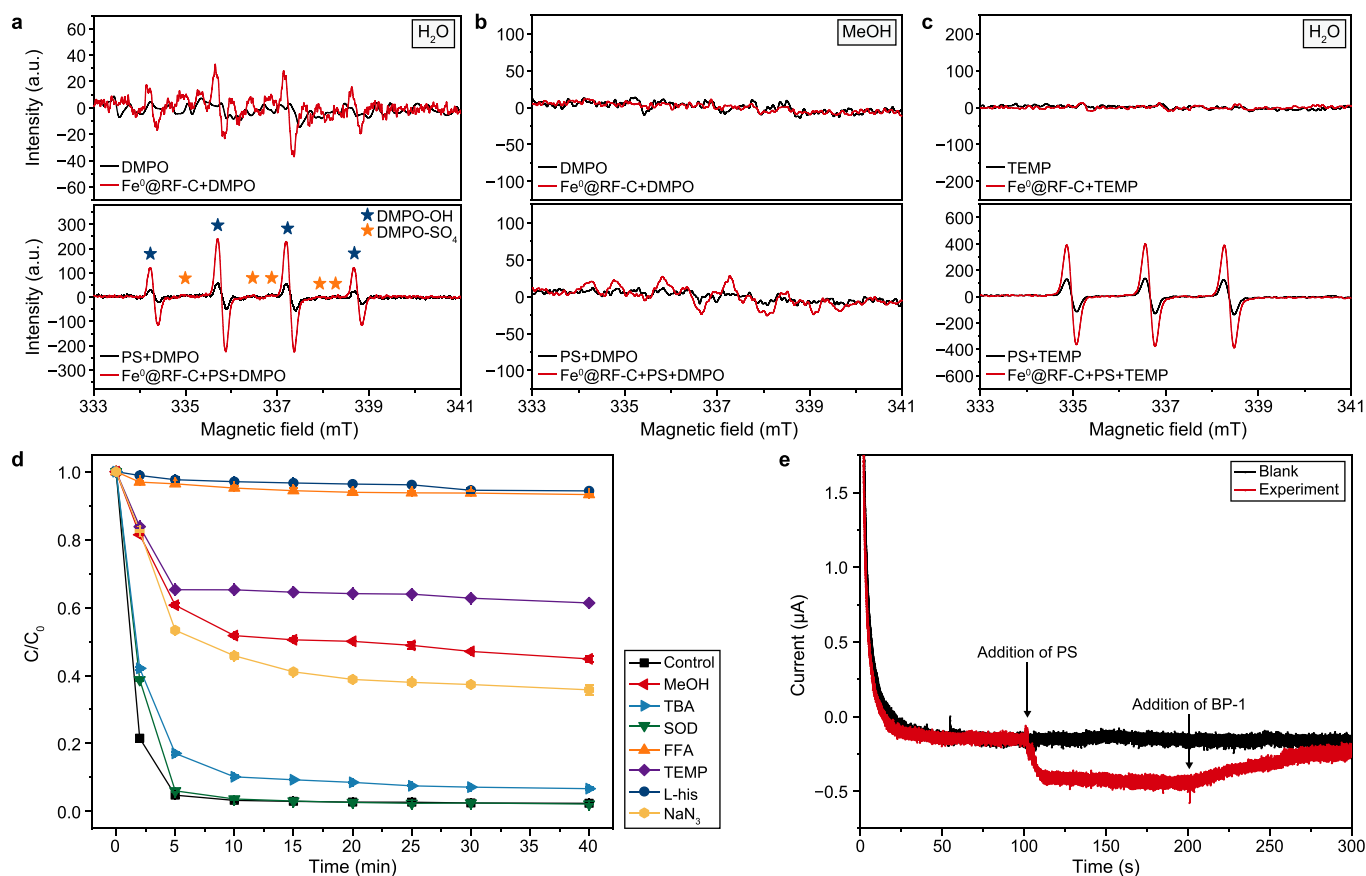 a
H₂O
Intensity (a.u.)
60
40
20
0
−20
−40
−60
DMPO
Fe⁰@RF-C+DMPO
Intensity (a.u.)
300
200
100
0
−100
−200
−300
DMPO-OH
DMPO-SO₄
PS+DMPO
Fe⁰@RF-C+PS+DMPO
333 335 337 339 341
Magnetic field (mT)
b
MeOH
100
50
0
−50
−100
DMPO
Fe⁰@RF-C+DMPO
100
50
0
−50
−100
PS+DMPO
Fe⁰@RF-C+PS+DMPO
333 335 337 339 341
Magnetic field (mT)
c
H₂O
200
100
0
−100
−200
TEMP
Fe⁰@RF-C+TEMP
600
400
200
0
−200
−400
−600
PS+TEMP
Fe⁰@RF-C+PS+TEMP
333 335 337 339 341
Magnetic field (mT)
d
C/C₀
1.0
0.8
0.6
0.4
0.2
0.0
0 5 10 15 20 25 30 35 40
Time (min)
Control
MeOH
TBA
SOD
FFA
TEMP
L-his
NaN₃
e
Blank
Experiment
Current (μA)
1.5
0.5
0.0
−0.5
Addition of PS
Addition of BP-1
0 50 100 150 200 250 300
Time (s)